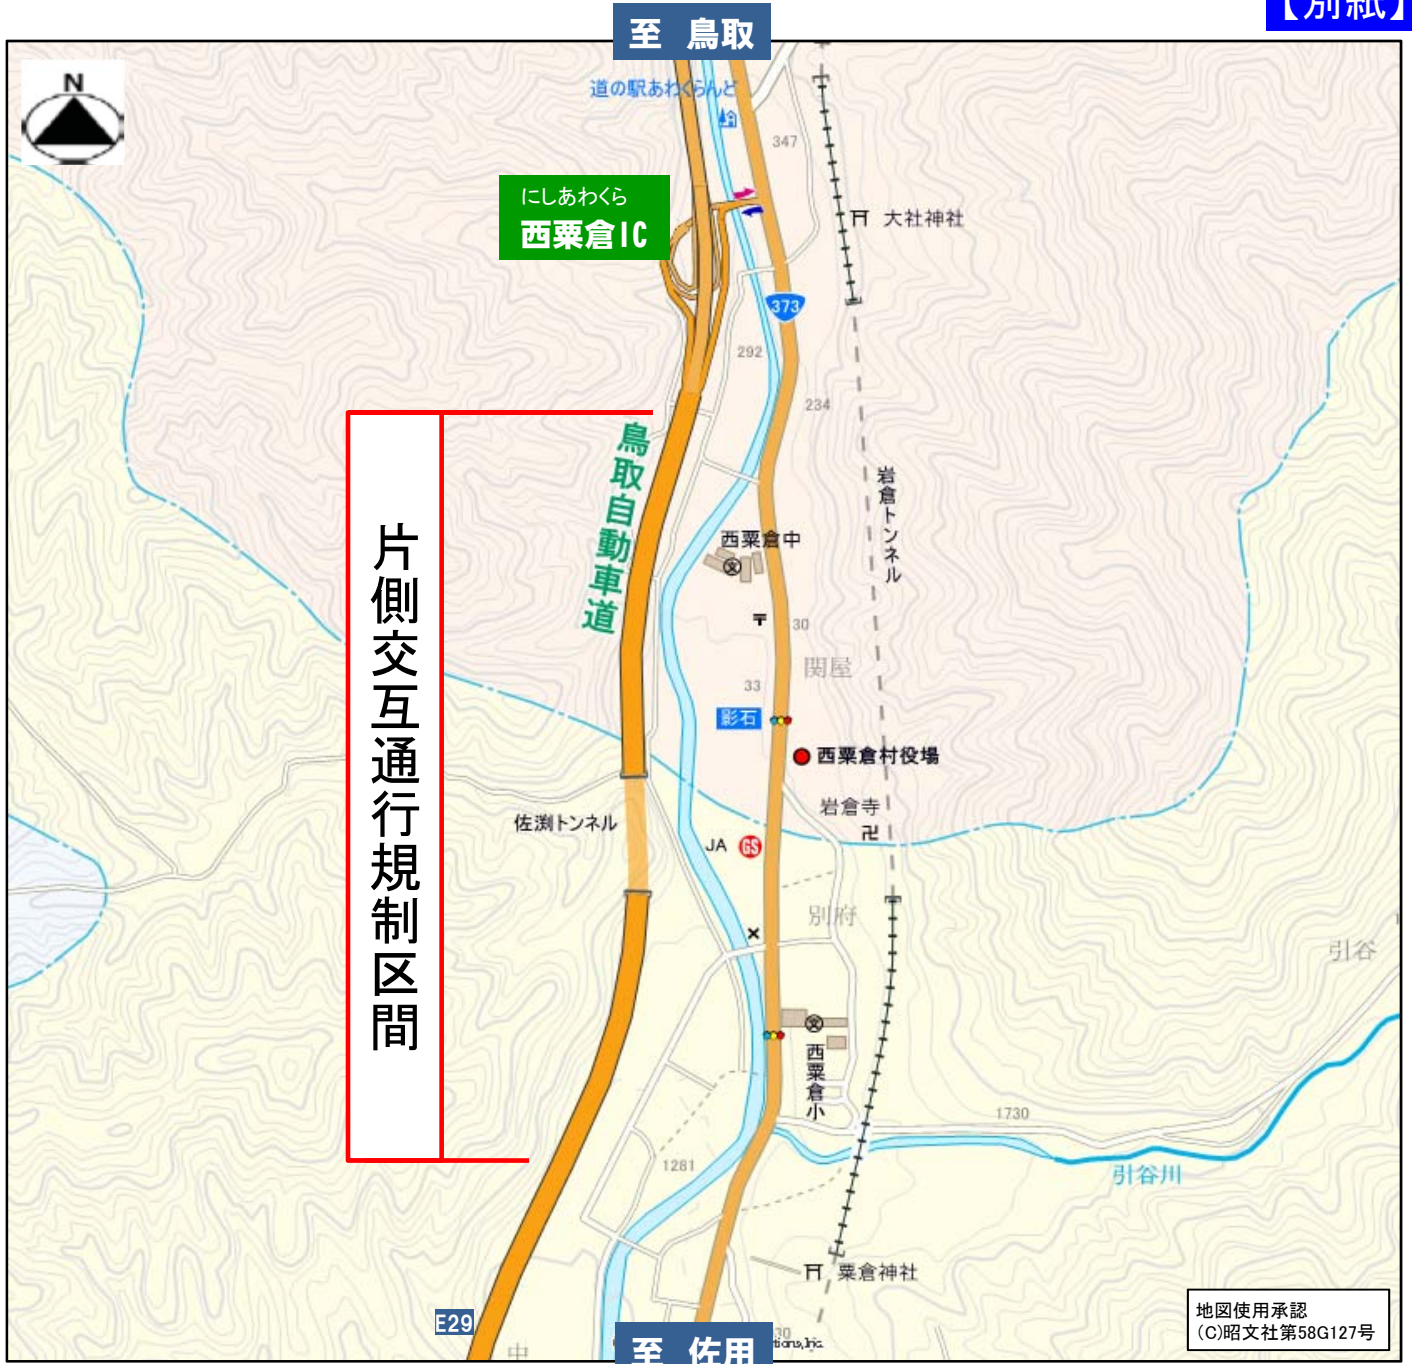 【別紙】
至 鳥取
N
道の駅あわくらんど
347
にしあわくら
西粟倉IC
大社神社
373
292
234
鳥取自動車道
岩倉トンネル
西粟倉中
〒
30
関屋
33
影石
西粟倉村役場
片側交互通行規制区間
岩倉寺
佐渕トンネル
JA
GS
別府
引谷
文
西粟倉小
1730
1281
引谷川
粟倉神社
E29
中
30
至 佐用
地図使用承認
(C)昭文社第58G127号